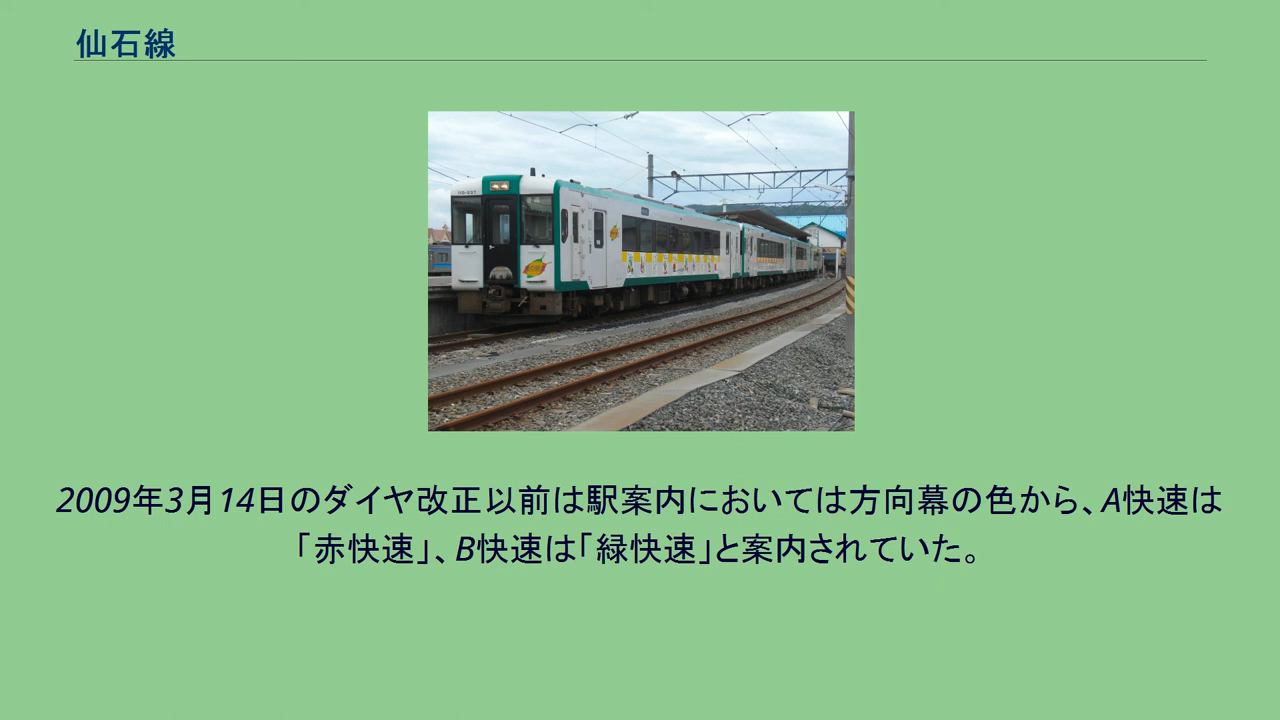 仙石線
2009年3月14日のダイヤ改正以前は駅案内においては方向幕の色から、A快速は
「赤快速」、B快速は「緑快速」と案内されていた。